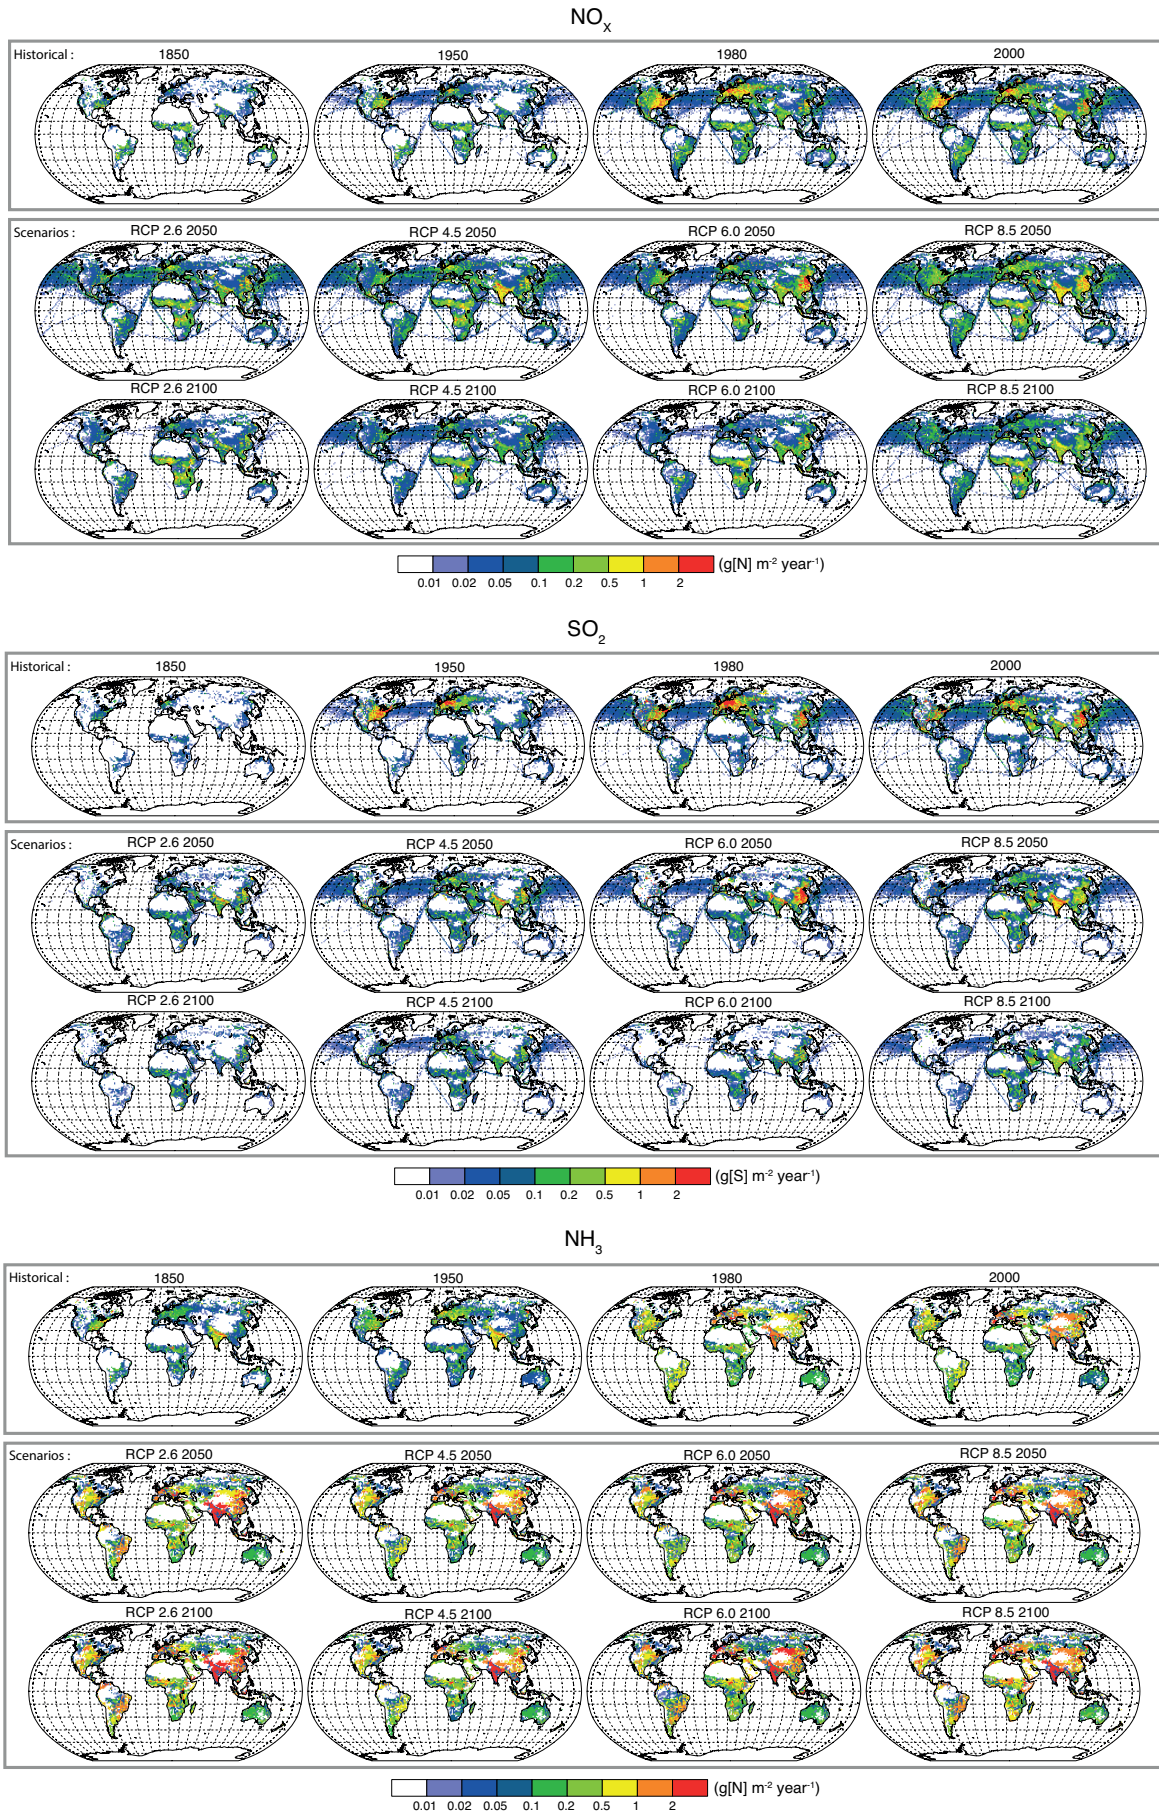 NOX
Historical :
1850 1950 1980 2000
Scenarios :
RCP 2.6 2050 RCP 4.5 2050 RCP 6.0 2050 RCP 8.5 2050
RCP 2.6 2100 RCP 4.5 2100 RCP 6.0 2100 RCP 8.5 2100
(g[N] m-2 year-1)
0.01 0.02 0.05 0.1 0.2 0.5 1 2
SO2
Historical :
1850 1950 1980 2000
Scenarios :
RCP 2.6 2050 RCP 4.5 2050 RCP 6.0 2050 RCP 8.5 2050
RCP 2.6 2100 RCP 4.5 2100 RCP 6.0 2100 RCP 8.5 2100
(g[S] m-2 year-1)
0.01 0.02 0.05 0.1 0.2 0.5 1 2
NH3
Historical :
1850 1950 1980 2000
Scenarios :
RCP 2.6 2050 RCP 4.5 2050 RCP 6.0 2050 RCP 8.5 2050
RCP 2.6 2100 RCP 4.5 2100 RCP 6.0 2100 RCP 8.5 2100
(g[N] m-2 year-1)
0.01 0.02 0.05 0.1 0.2 0.5 1 2